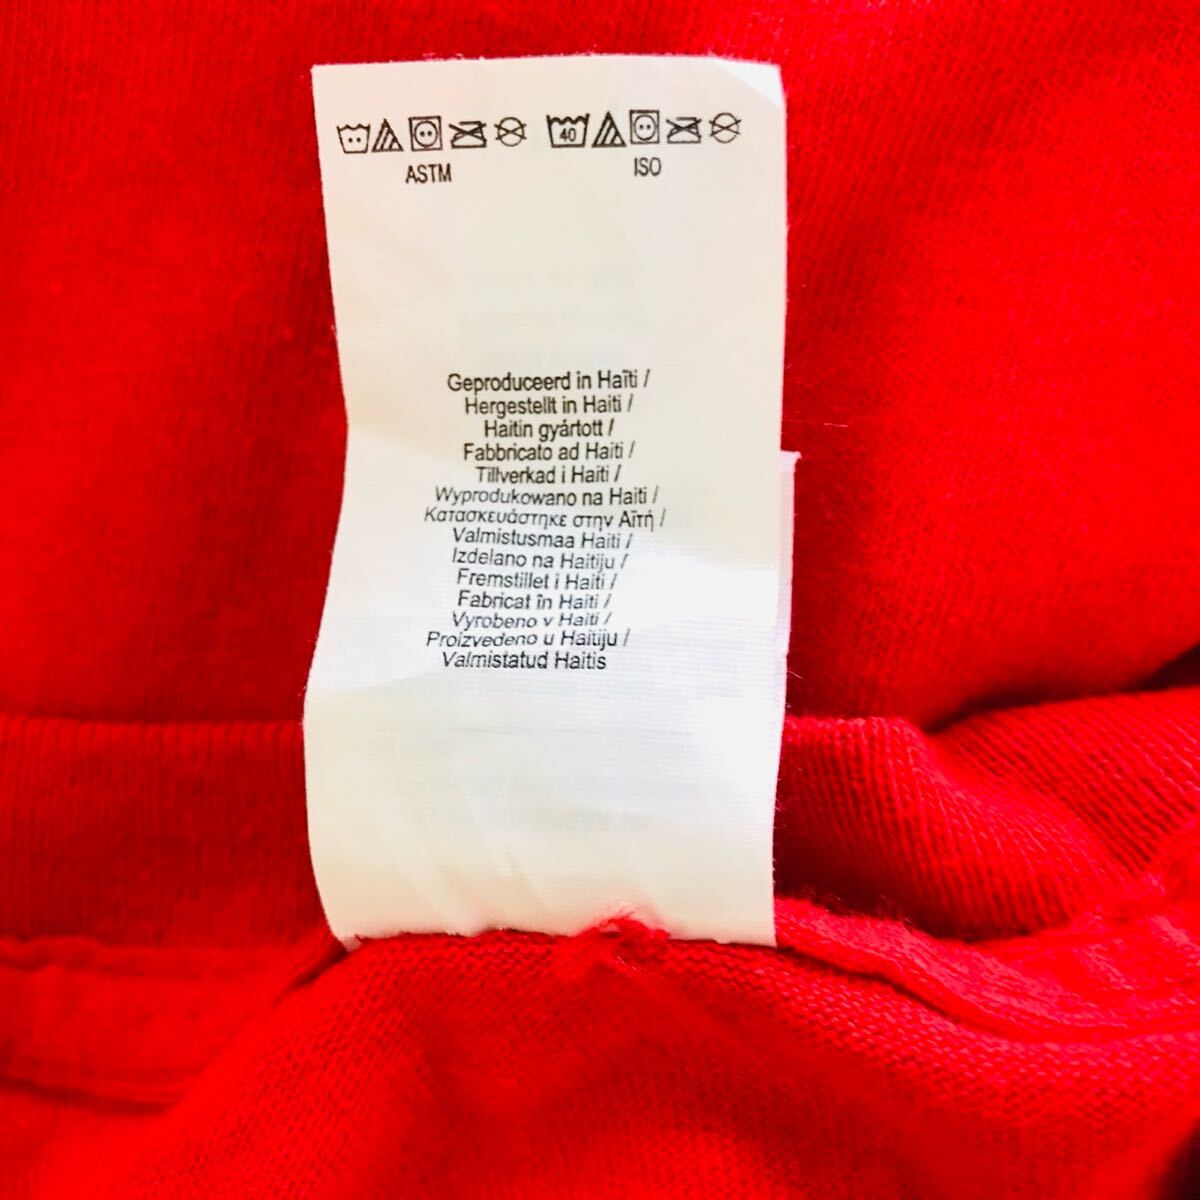 40
ASTM ISO
Geproduceerd in Haïti /
Hergestellt in Haiti /
Haitin gyártott /
Fabbricato ad Haiti /
Tillverkad i Haiti /
Wyprodukowano na Haiti /
Κατασκευάστηκε στην Αϊτή /
Valmistusmaa Haiti /
Izdelano na Haitiju /
Fremstillet i Haiti /
Fabricat în Haiti /
Vyrobeno v Haiti /
Proizvedeno u Haitiju /
Valmistatud Haitis